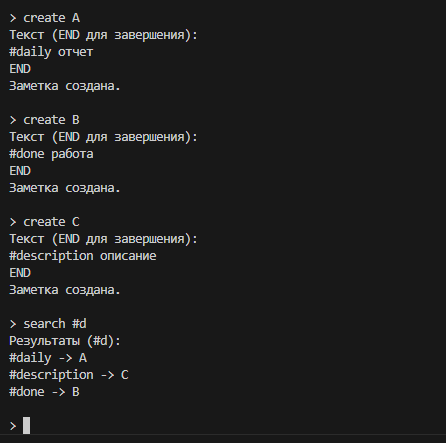 > create A
Текст (END для завершения):
#daily отчет
END
Заметка создана.
> create B
Текст (END для завершения):
#done работа
END
Заметка создана.
> create C
Текст (END для завершения):
#description описание
END
Заметка создана.
> search #d
Результаты (#d):
#daily -> A
#description -> C
#done -> B
>